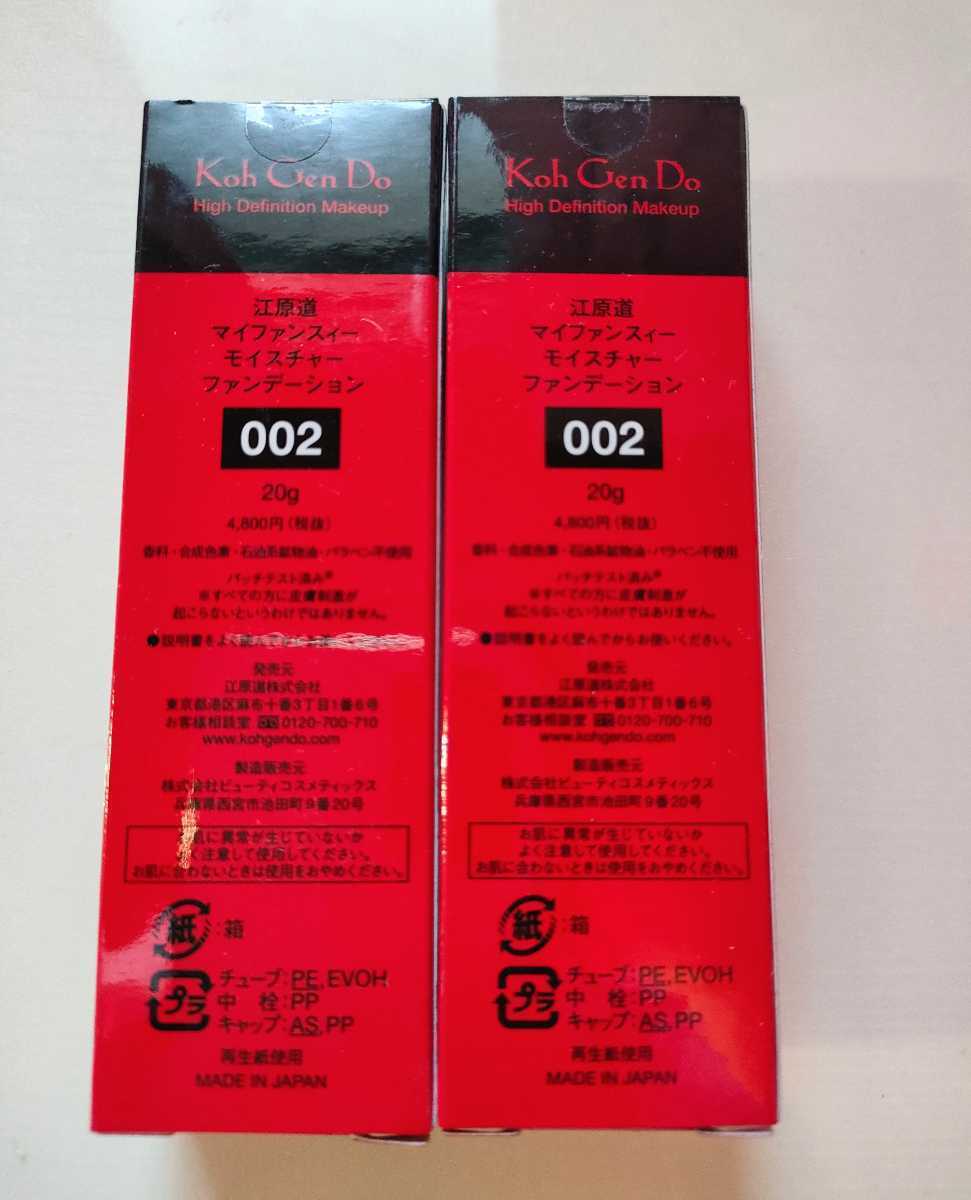 Koh Gen Do
High Definition Makeup
江原道
マイファンスィー
モイスチャー
ファンデーション
002
20g
4,800円(税抜)
香料・合成色素・石油系鉱物油・パラベン不使用
パッチテスト済み※
※すべての方に皮膚刺激が
起こらないというわけではありません。
●説明書をよく読んで
発売元
江原道株式会社
東京都港区麻布十番3丁目1番6号
お客様相談室 0120-700-710
www.kohgendo.com
製造販売元
株式会社ビューティコスメティックス
兵庫県西宮市池田町9番20号
お肌に異常が生じていないか
よく注意して使用してください。
お肌に合わないときは使用をおやめください。
紙:箱
プラ
チューブ:PE,EVOH
中 栓:PP
キャップ:AS,PP
再生紙使用
MADE IN JAPAN
Koh Gen Do
High Definition Makeup
江原道
マイファンスィー
モイスチャー
ファンデーション
002
20g
4,800円(税抜)
香料・合成色素・石油系鉱物油・パラベン不使用
パッチテスト済み※
※すべての方に皮膚刺激が
起こらないというわけではありません。
●説明書をよく読んでからお使いください。
発売元
江原道株式会社
東京都港区麻布十番3丁目1番6号
お客様相談室 0120-700-710
www.kohgendo.com
製造販売元
株式会社ビューティコスメティックス
兵庫県西宮市池田町9番20号
お肌に異常が生じていないか
よく注意して使用してください。
お肌に合わないときは使用をおやめください。
紙:箱
プラ
チューブ:PE,EVOH
中 栓:PP
キャップ:AS,PP
再生紙使用
MADE IN JAPAN